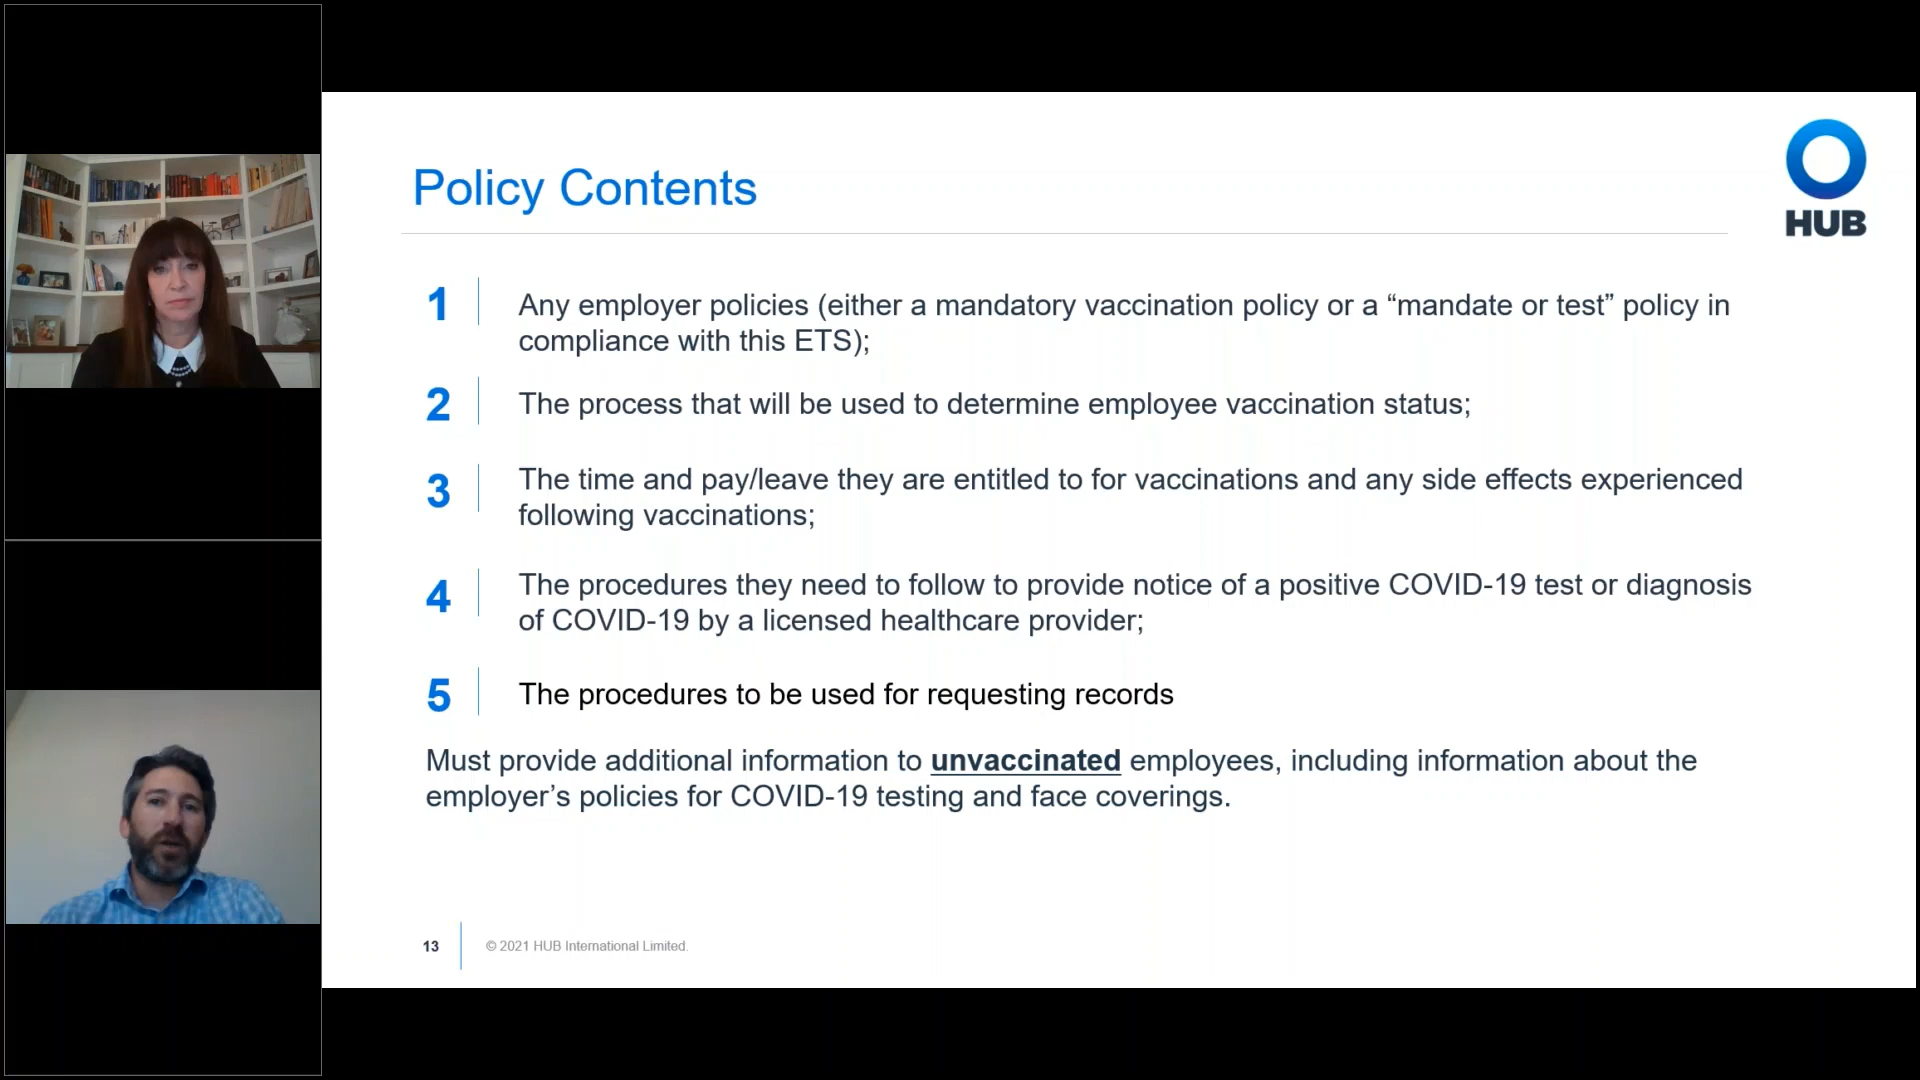 Policy Contents
HUB
1 Any employer policies (either a mandatory vaccination policy or a “mandate or test” policy in
compliance with this ETS);
2 The process that will be used to determine employee vaccination status;
3 The time and pay/leave they are entitled to for vaccinations and any side effects experienced
following vaccinations;
4 The procedures they need to follow to provide notice of a positive COVID-19 test or diagnosis
of COVID-19 by a licensed healthcare provider;
5 The procedures to be used for requesting records
Must provide additional information to unvaccinated employees, including information about the
employer’s policies for COVID-19 testing and face coverings.
13 © 2021 HUB International Limited.